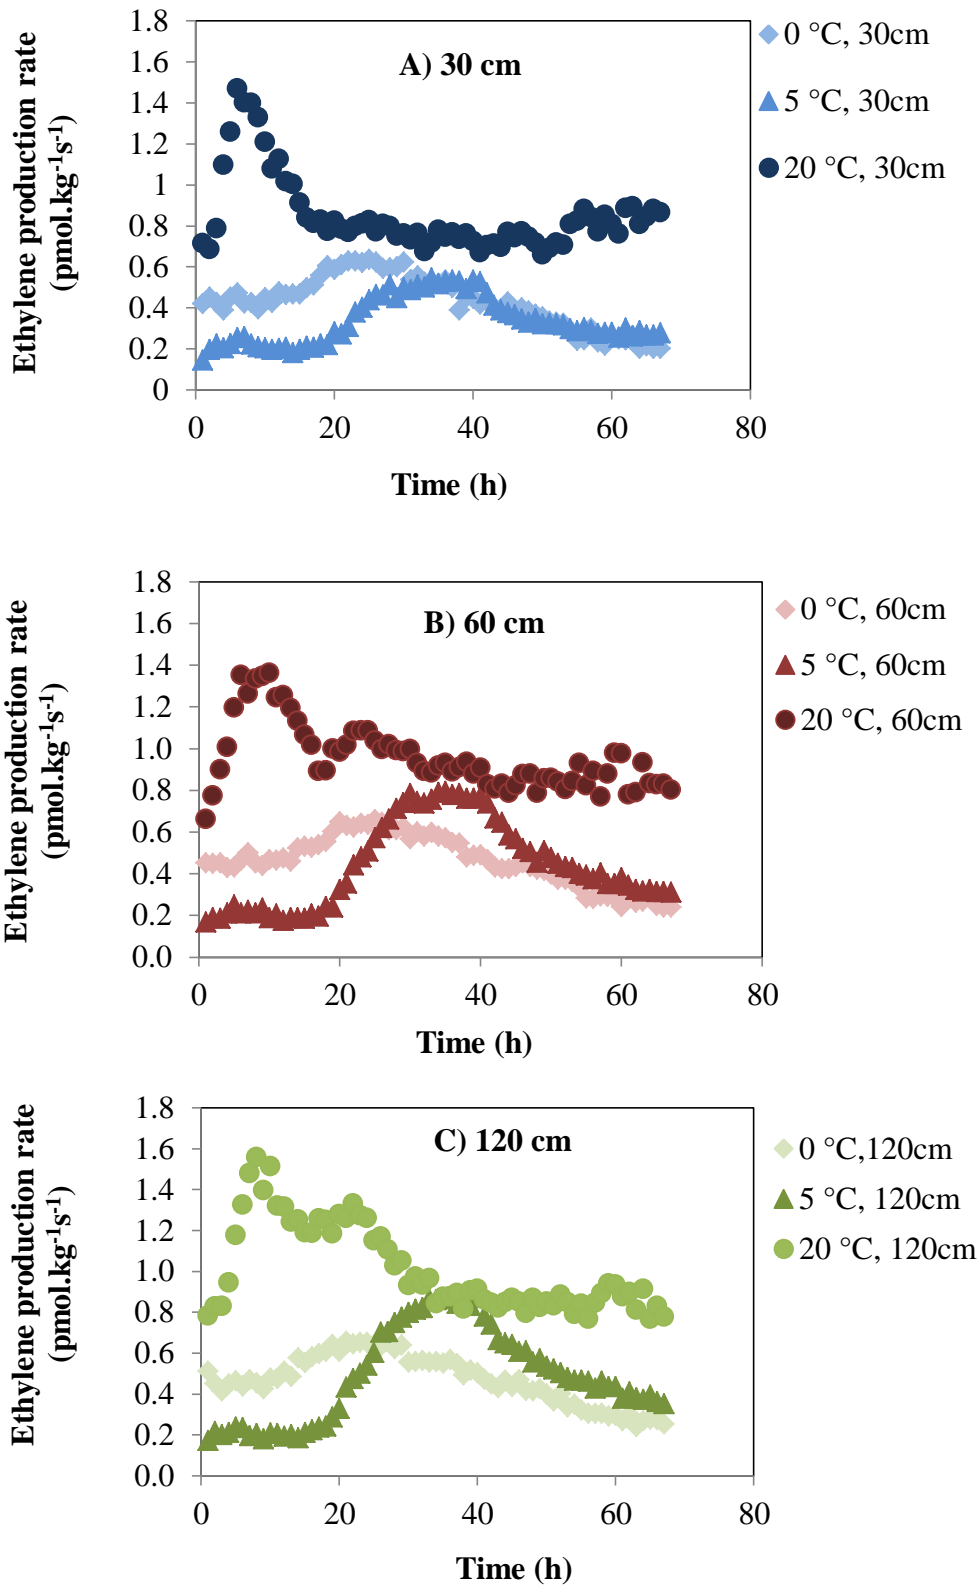 A) 30 cm
Ethylene production rate
(pmol.kg-1s-1)
1.8
1.6
1.4
1.2
1
0.8
0.6
0.4
0.2
0
0 20 40 60 80
Time (h)
0 °C, 30cm
5 °C, 30cm
20 °C, 30cm
B) 60 cm
Ethylene production rate
(pmol.kg-1s-1)
1.8
1.6
1.4
1.2
1.0
0.8
0.6
0.4
0.2
0.0
0 20 40 60 80
Time (h)
0 °C, 60cm
5 °C, 60cm
20 °C, 60cm
C) 120 cm
Ethylene production rate
(pmol.kg-1s-1)
1.8
1.6
1.4
1.2
1.0
0.8
0.6
0.4
0.2
0.0
0 20 40 60 80
Time (h)
0 °C,120cm
5 °C, 120cm
20 °C, 120cm